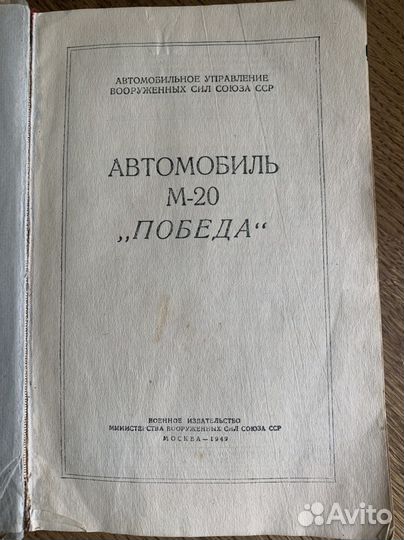 АВТОМОБИЛЬНОЕ УПРАВЛЕНИЕ
ВООРУЖЕННЫХ СИЛ СОЮЗА ССР
АВТОМОБИЛЬ
М-20
„ПОБЕДА“
ВОЕННОЕ ИЗДАТЕЛЬСТВО
МИНИСТЕРСТВА ВООРУЖЕННЫХ СИЛ СОЮЗА ССР
МОСКВА—1949
Avito